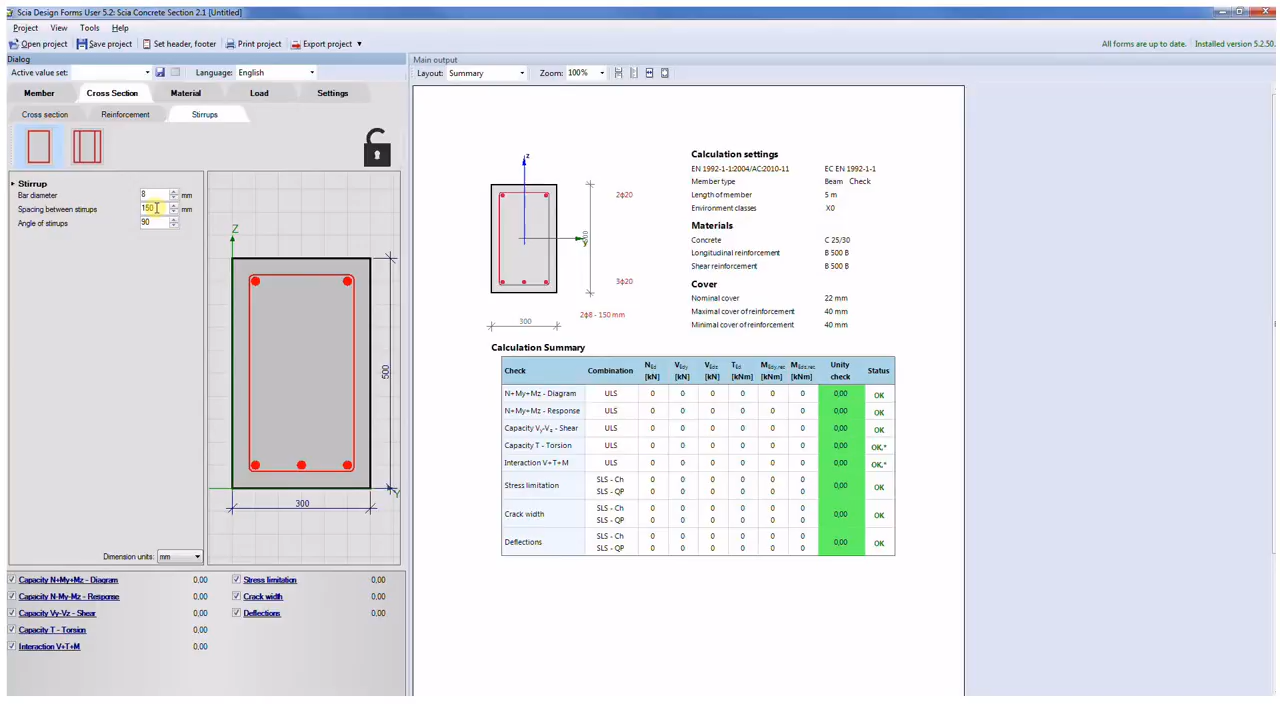 Scia Design Forms User 5.2: Scia Concrete Section 2.1 [Untitled]
Project View Tools Help
Open project Save project Set header, footer Print project Export project All forms are up to date. Installed version 5.2.50.
Dialog
Active value set: Language: English
Member Cross Section Material Load Settings
Cross section Reinforcement Stirrups
Stirrup
Bar diameter 8 mm
Spacing between stirrups 150 mm
Angle of stirrups 90
Z
500
Y
300
Dimension units: mm
Capacity N+My+Mz - Diagram 0,00 Stress limitation 0,00
Capacity N-My-Mz - Response 0,00 Crack width 0,00
Capacity Vy-Vz - Shear 0,00 Deflections 0,00
Capacity T - Torsion 0,00
Interaction V+T+M 0,00
Main output
Layout: Summary Zoom: 100%
z
2ϕ20
y
3ϕ20
2ϕ8 - 150 mm
300
Calculation settings
EN 1992-1-1:2004/AC:2010-11 EC EN 1992-1-1
Member type Beam Check
Length of member 5 m
Environment classes X0
Materials
Concrete C 25/30
Longitudinal reinforcement B 500 B
Shear reinforcement B 500 B
Cover
Nominal cover 22 mm
Maximal cover of reinforcement 40 mm
Minimal cover of reinforcement 40 mm
Calculation Summary
Check Combination NEd [kN] VEdy [kN] VEdz [kN] TEd [kNm] MEdy,rec [kNm] MEdz,rec [kNm] Unity check Status
N+My+Mz - Diagram ULS 0 0 0 0 0 0 0,00 OK
N+My+Mz - Response ULS 0 0 0 0 0 0 0,00 OK
Capacity Vy-Vz - Shear ULS 0 0 0 0 0 0 0,00 OK
Capacity T - Torsion ULS 0 0 0 0 0 0 0,00 OK,*
Interaction V+T+M ULS 0 0 0 0 0 0 0,00 OK,*
Stress limitation SLS - Ch 0 0 0 0 0 0 0,00 OK
SLS - QP 0 0 0 0 0 0
Crack width SLS - Ch 0 0 0 0 0 0 0,00 OK
SLS - QP 0 0 0 0 0 0
Deflections SLS - Ch 0 0 0 0 0 0 0,00 OK
SLS - QP 0 0 0 0 0 0